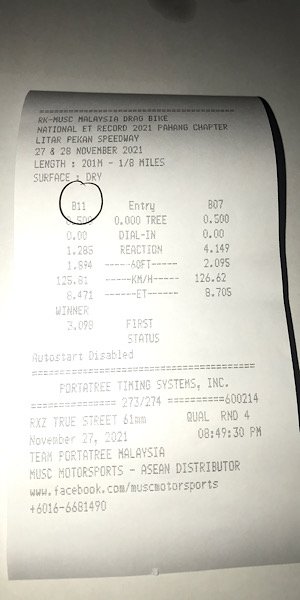 =====================================
RK-MUSC MALAYSIA DRAG BIKE
NATIONAL ET RECORD 2021 PAHANG CHAPTER
LITAR PEKAN SPEEDWAY
27 & 28 NOVEMBER 2021
LENGTH : 201M - 1/8 MILES
SURFACE : DRY
B11 Entry B07
0.500 0.000 TREE 0.500
0.00 DIAL-IN 0.00
1.285 REACTION 4.149
1.894 -----60FT----- 2.095
125.81 -----KM/H----- 126.62
8.471 ------ET------ 8.705
WINNER
3.098 FIRST
STATUS
Autostart Disabled
=====================================
PORTATREE TIMING SYSTEMS, INC.
============== 273/274 ==========600214
RXZ TRUE STREET 61mm QUAL RND 4
November 27, 2021 08:49:30 PM
TEAM PORTATREE MALAYSIA
MUSC MOTORSPORTS - ASEAN DISTRIBUTOR
www.facebook.com/muscmotorsports
+6016-6681490